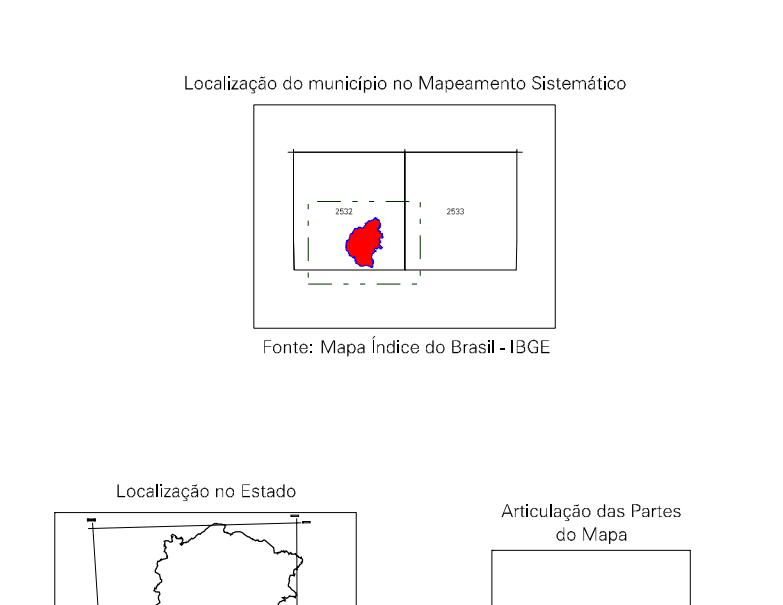 Localização do município no Mapeamento Sistemático
2532
2533
Fonte: Mapa Índice do Brasil - IBGE
Localização no Estado
Articulação das Partes
do Mapa